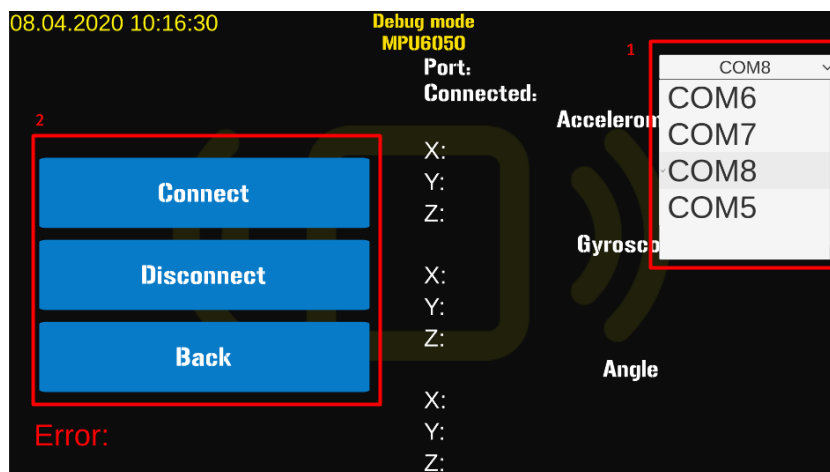 08.04.2020 10:16:30
Debug mode
MPU6050
1
Port:
COM8
Connected:
COM6
COM7
COM8
COM5
2
X:
Y:
Z:
Connect
Disconnect
Back
X:
Y:
Z:
Angle
X:
Y:
Z:
Error: